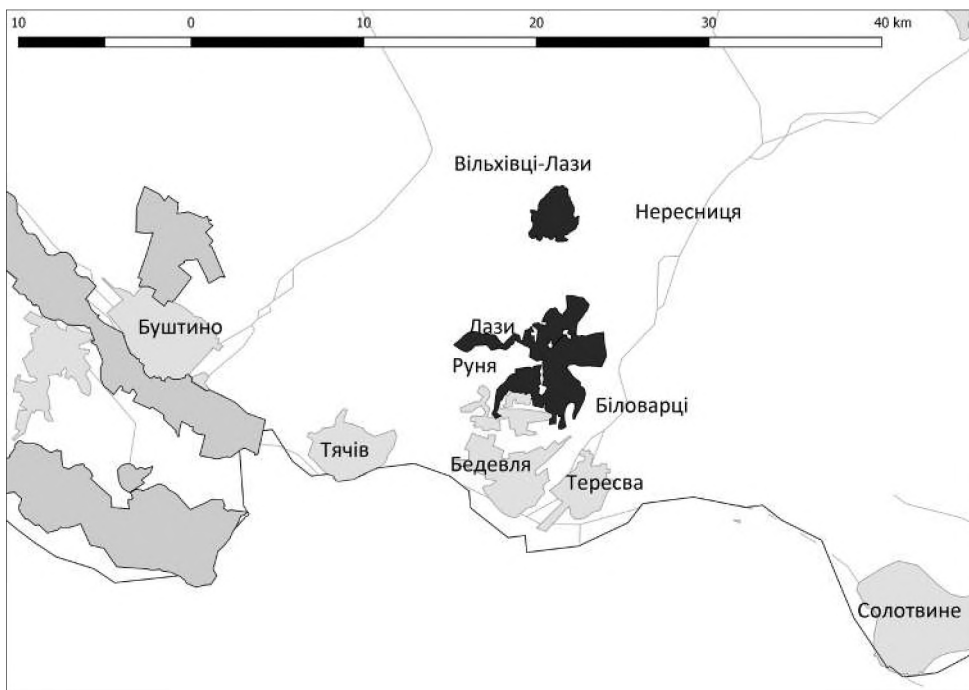 10 0 10 20 30 40 km
Вільхівці-Лази
Нересниця
Буштино
Лази
Руня
Біловарці
Тячів
Бедевля
Тересва
Солотвине